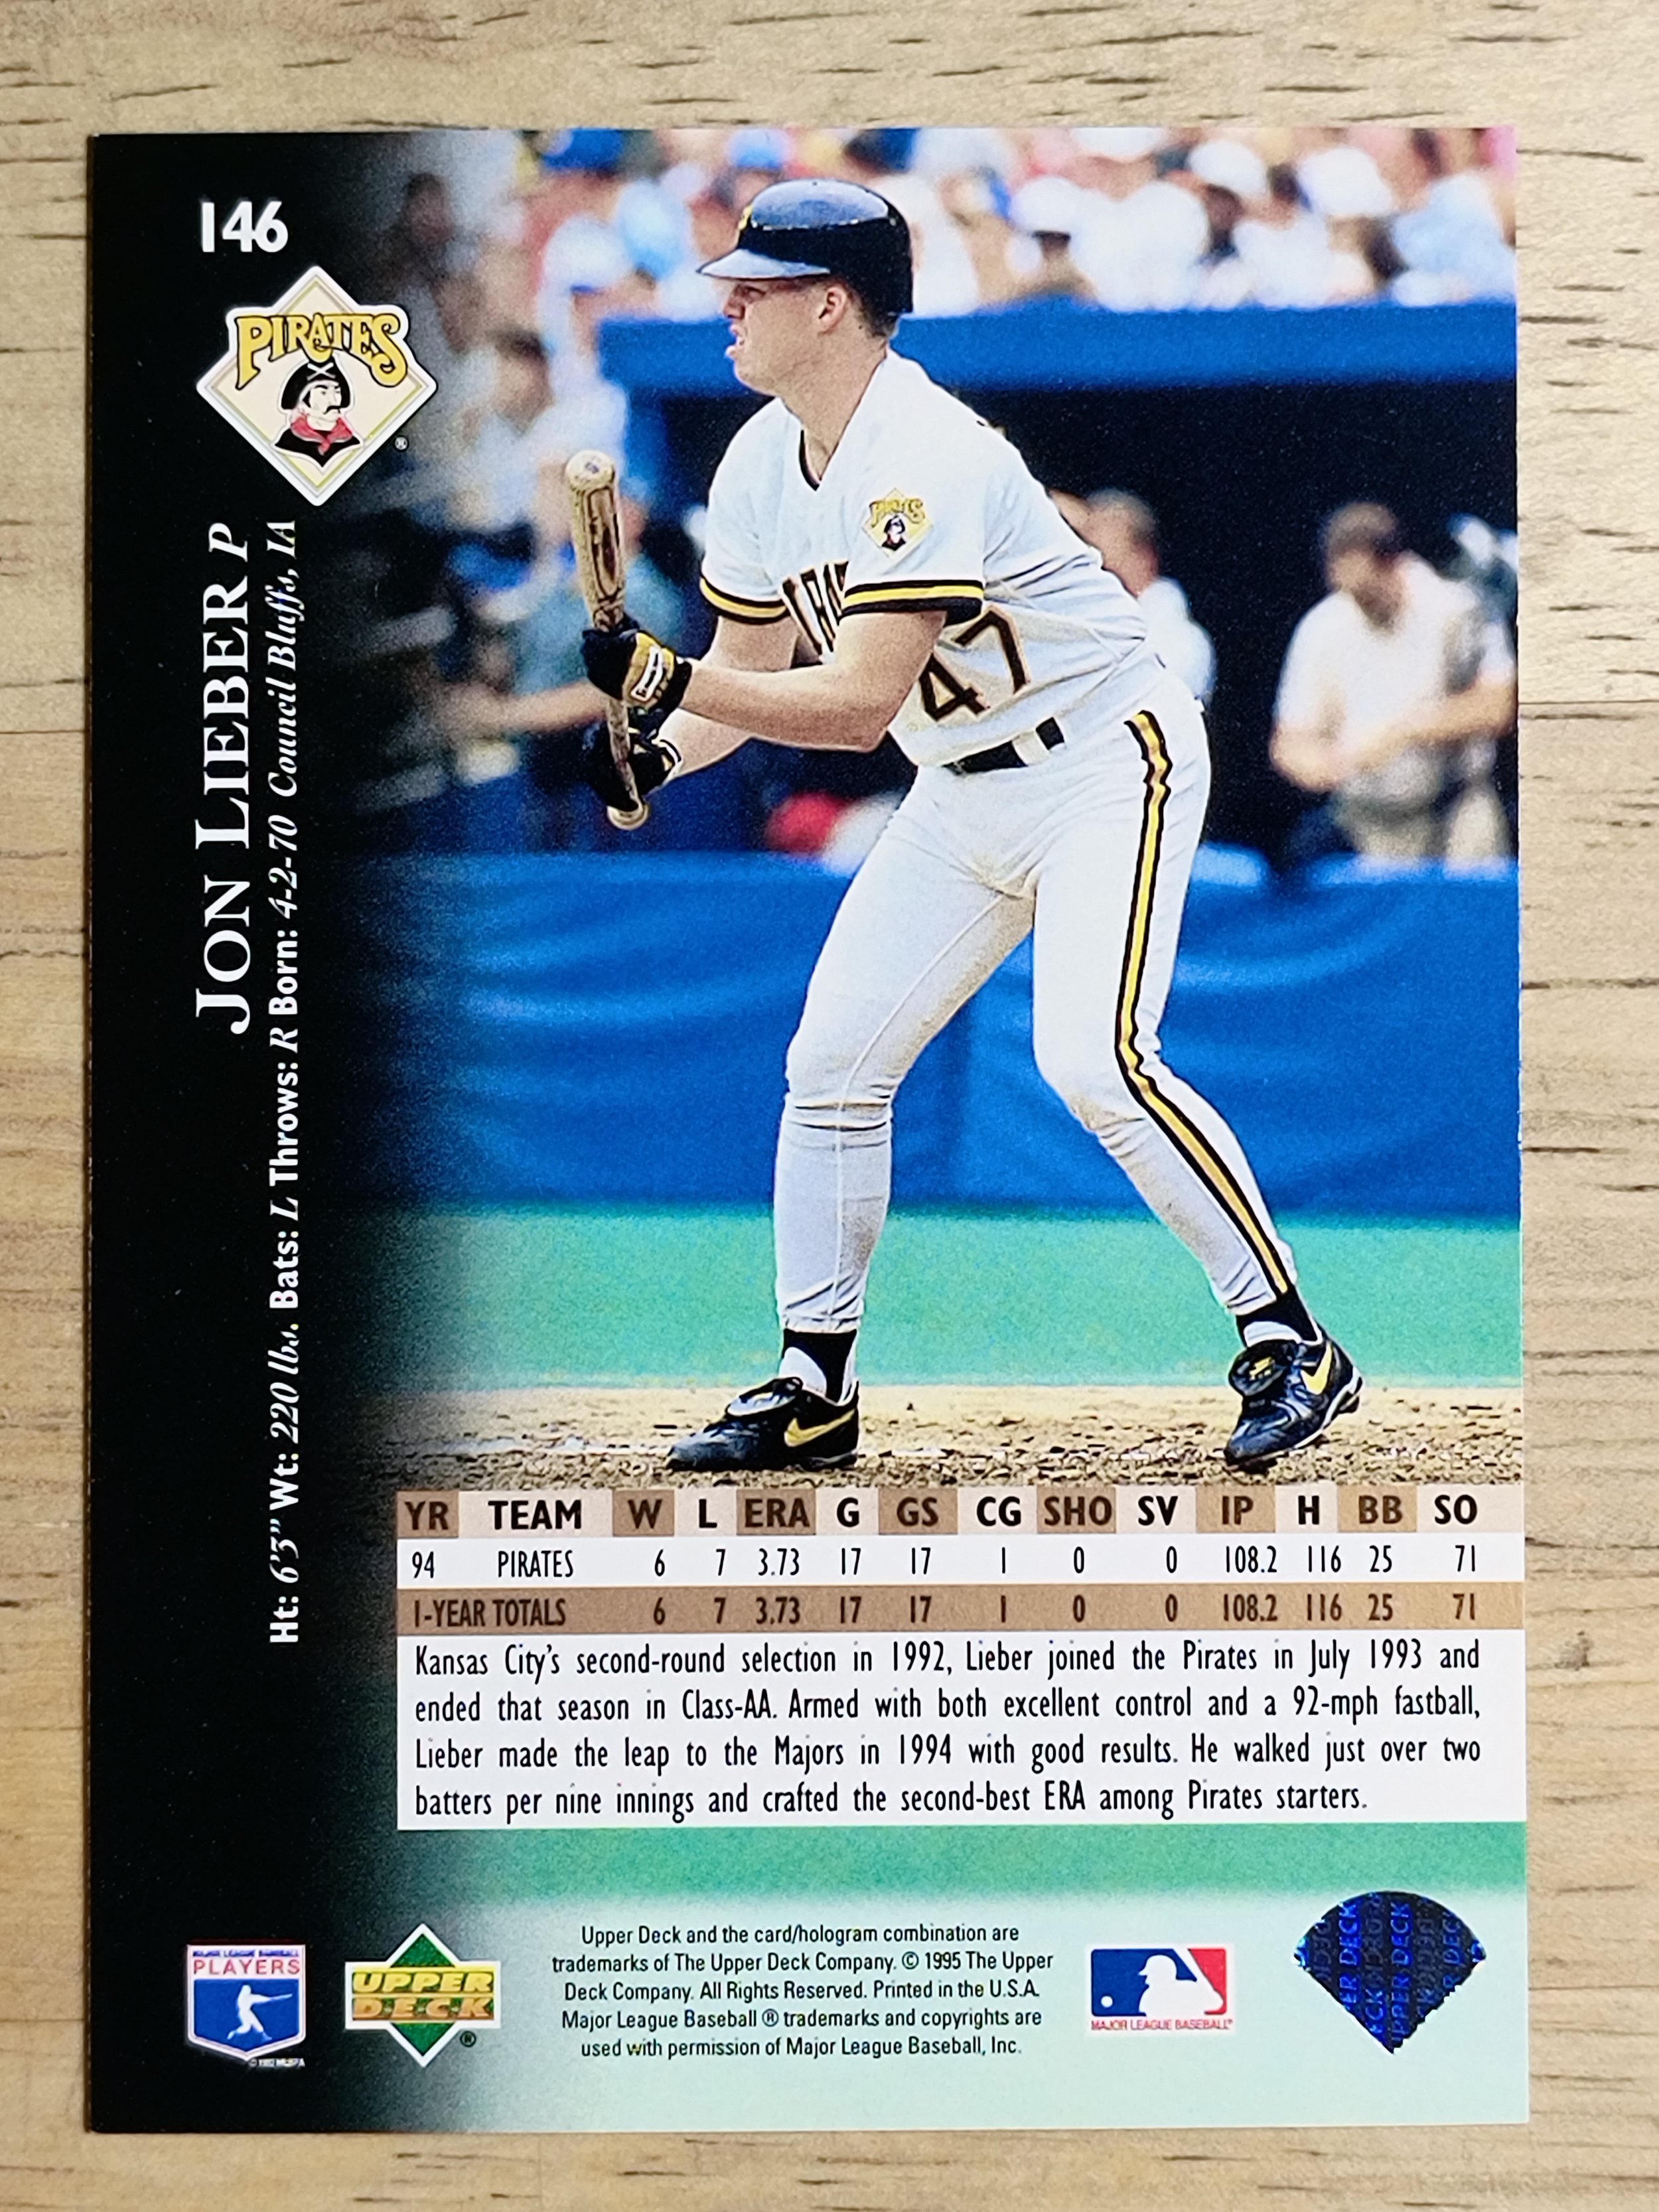 146
PIRATES
®
JON LIEBER P
Ht: 6'3" Wt: 220 lbs. Bats: L Throws: R Born: 4-2-70 Council Bluffs, IA
PIRATES
47
YR TEAM W L ERA G GS CG SHO SV IP H BB SO
94 PIRATES 6 7 3.73 17 17 1 0 0 108.2 116 25 71
1-YEAR TOTALS 6 7 3.73 17 17 1 0 0 108.2 116 25 71
Kansas City's second-round selection in 1992, Lieber joined the Pirates in July 1993 and
ended that season in Class-AA. Armed with both excellent control and a 92-mph fastball,
Lieber made the leap to the Majors in 1994 with good results. He walked just over two
batters per nine innings and crafted the second-best ERA among Pirates starters.
MAJOR LEAGUE BASEBALL
PLAYERS
UPPER
DECK
®
Upper Deck and the card/hologram combination are
trademarks of The Upper Deck Company. © 1995 The Upper
Deck Company. All Rights Reserved. Printed in the U.S.A.
Major League Baseball ® trademarks and copyrights are
used with permission of Major League Baseball, Inc.
MAJOR LEAGUE BASEBALL®
UPPER DECK